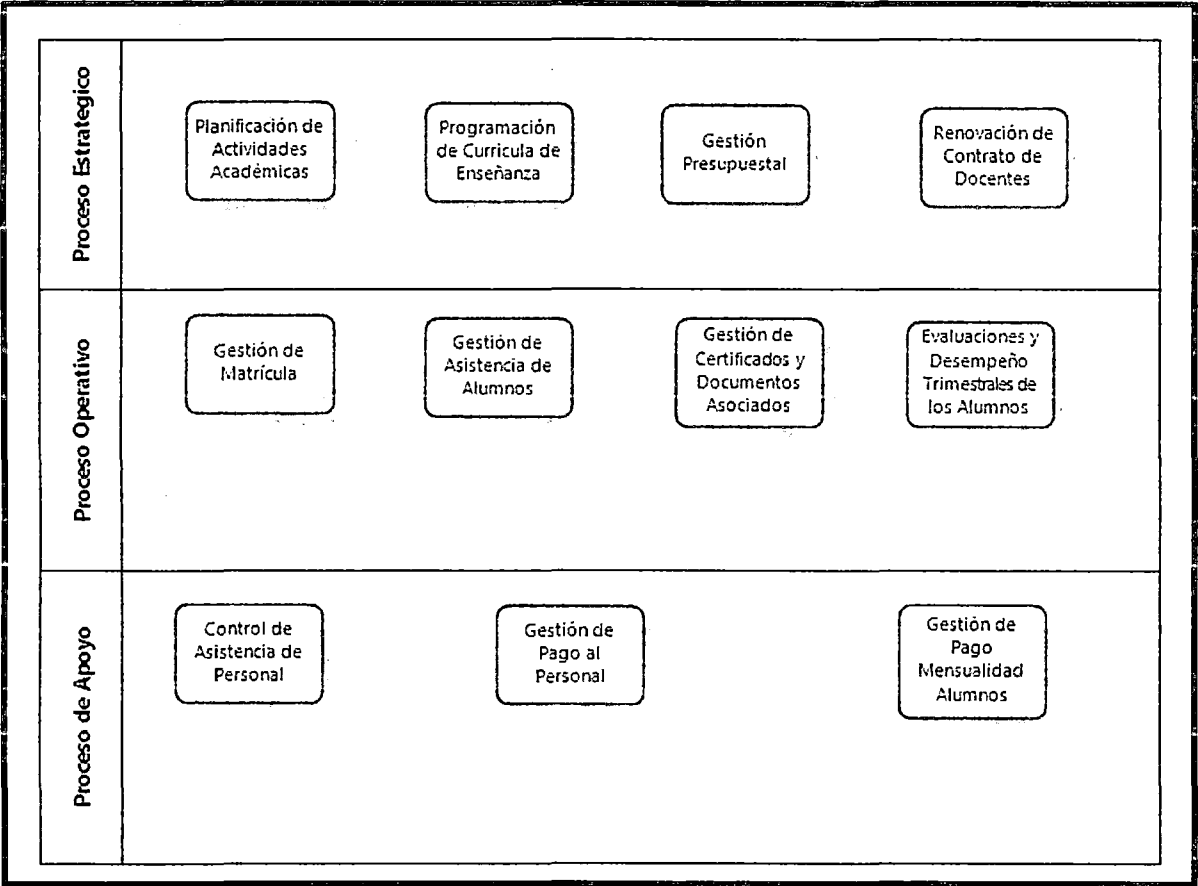 Proceso Estrategico
Planificación de
Actividades
Académicas
Programación
de Curricula de
Enseñanza
Gestión
Presupuestal
Renovación de
Contrato de
Docentes
Proceso Operativo
Gestión de
Matrícula
Gestión de
Asistencia de
Alumnos
Gestión de
Certificados y
Documentos
Asociados
Evaluaciones y
Desempeño
Trimestrales de
los Alumnos
Proceso de Apoyo
Control de
Asistencia de
Personal
Gestión de
Pago al
Personal
Gestión de
Pago
Mensualidad
Alumnos